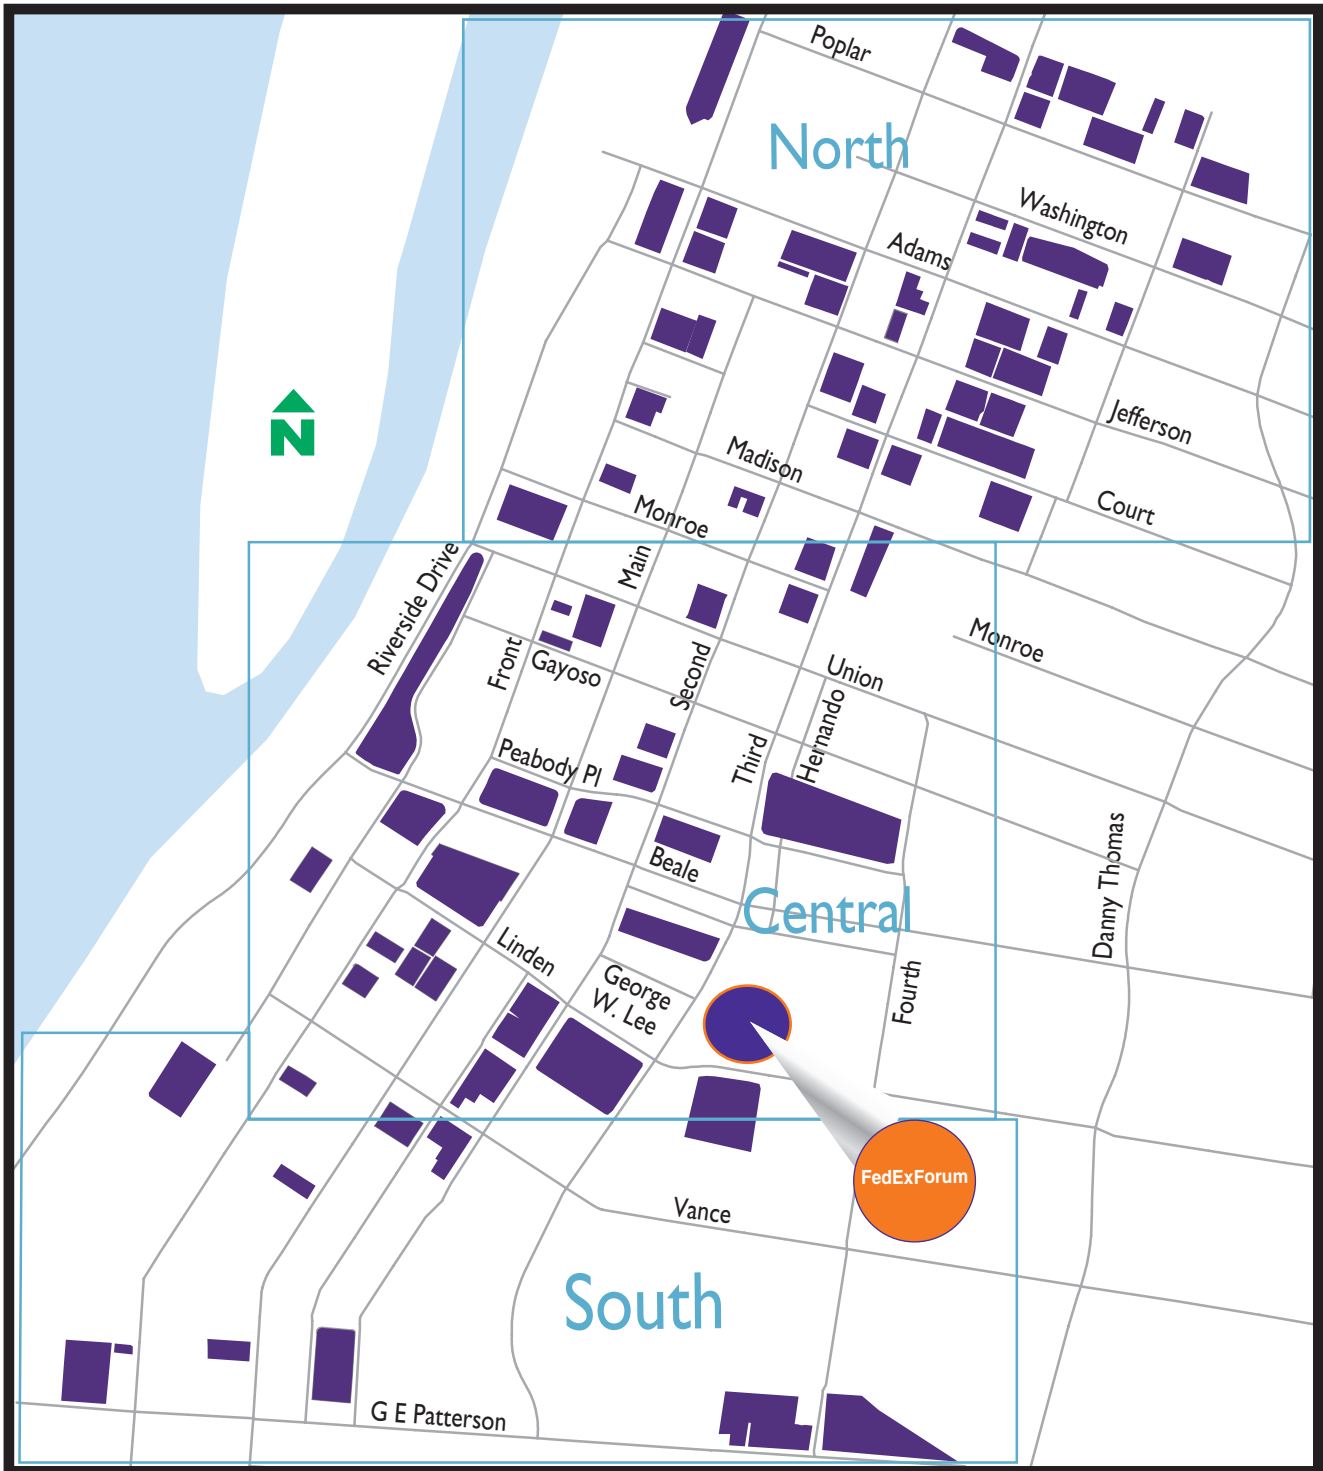 Poplar
North
Washington
Adams
N
Jefferson
Madison
Court
Monroe
Main
Riverside Drive
Monroe
Front
Gayoso
Second
Union
Hernando
Third
Peabody Pl
Beale
Danny Thomas
Central
Linden
George
W. Lee
Fourth
FedExForum
Vance
South
G E Patterson